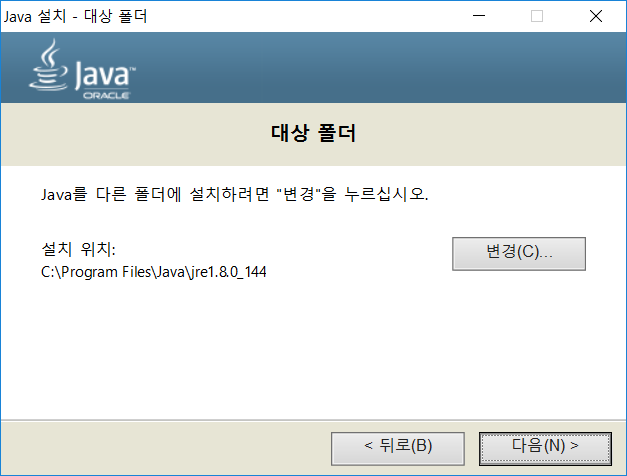 Java 설치 - 대상 폴더
Java™
ORACLE
대상 폴더
Java를 다른 폴더에 설치하려면 "변경"을 누르십시오.
설치 위치:
변경(C)...
C:\Program Files\Java\jre1.8.0_144
< 뒤로(B)
다음(N) >